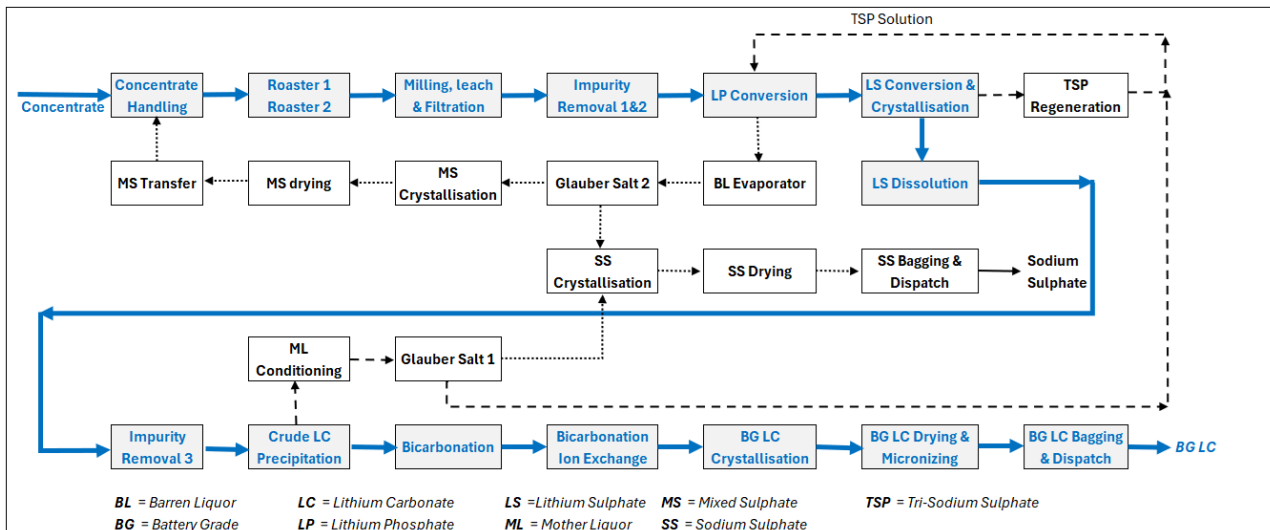 TSP Solution
Concentrate
Concentrate
Handling
Roaster 1
Roaster 2
Milling, leach
& Filtration
Impurity
Removal 1&2
LP Conversion
LS Conversion &
Crystallisation
TSP
Regeneration
MS Transfer
MS drying
MS
Crystallisation
Glauber Salt 2
BL Evaporator
LS Dissolution
SS
Crystallisation
SS Drying
SS Bagging &
Dispatch
Sodium
Sulphate
ML
Conditioning
Glauber Salt 1
Impurity
Removal 3
Crude LC
Precipitation
Bicarbonation
Bicarbonation
Ion Exchange
BG LC
Crystallisation
BG LC Drying &
Micronizing
BG LC Bagging
& Dispatch
BG LC
BL = Barren Liquor
LC = Lithium Carbonate
LS =Lithium Sulphate
MS = Mixed Sulphate
TSP = Tri-Sodium Sulphate
BG = Battery Grade
LP = Lithium Phosphate
ML = Mother Liquor
SS = Sodium Sulphate